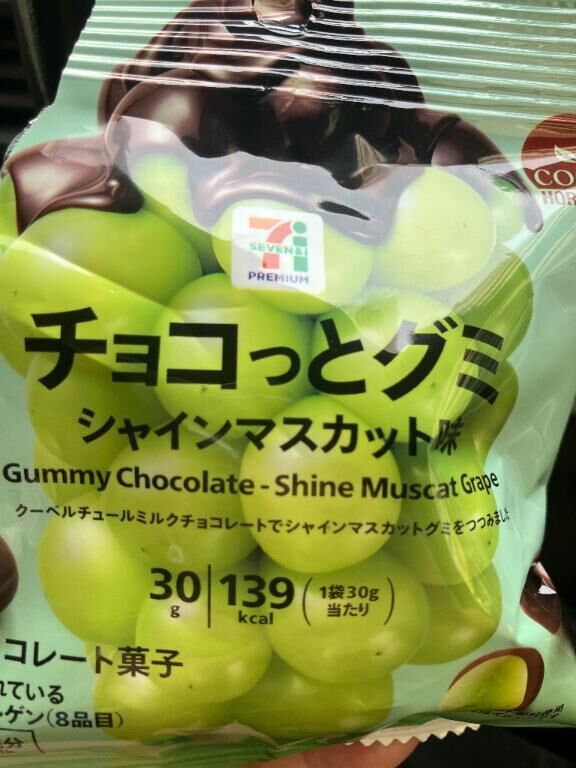 CO
HOR
SEVEN&i
PREMIUM
チョコっとグミ
シャインマスカット味
Gummy Chocolate - Shine Muscat Grape
クーベルチュールミルクチョコレートでシャインマスカットグミをつつみました
30g
139kcal
(1袋30g当たり)
コレート菓子
れている
ゲン(8品目)